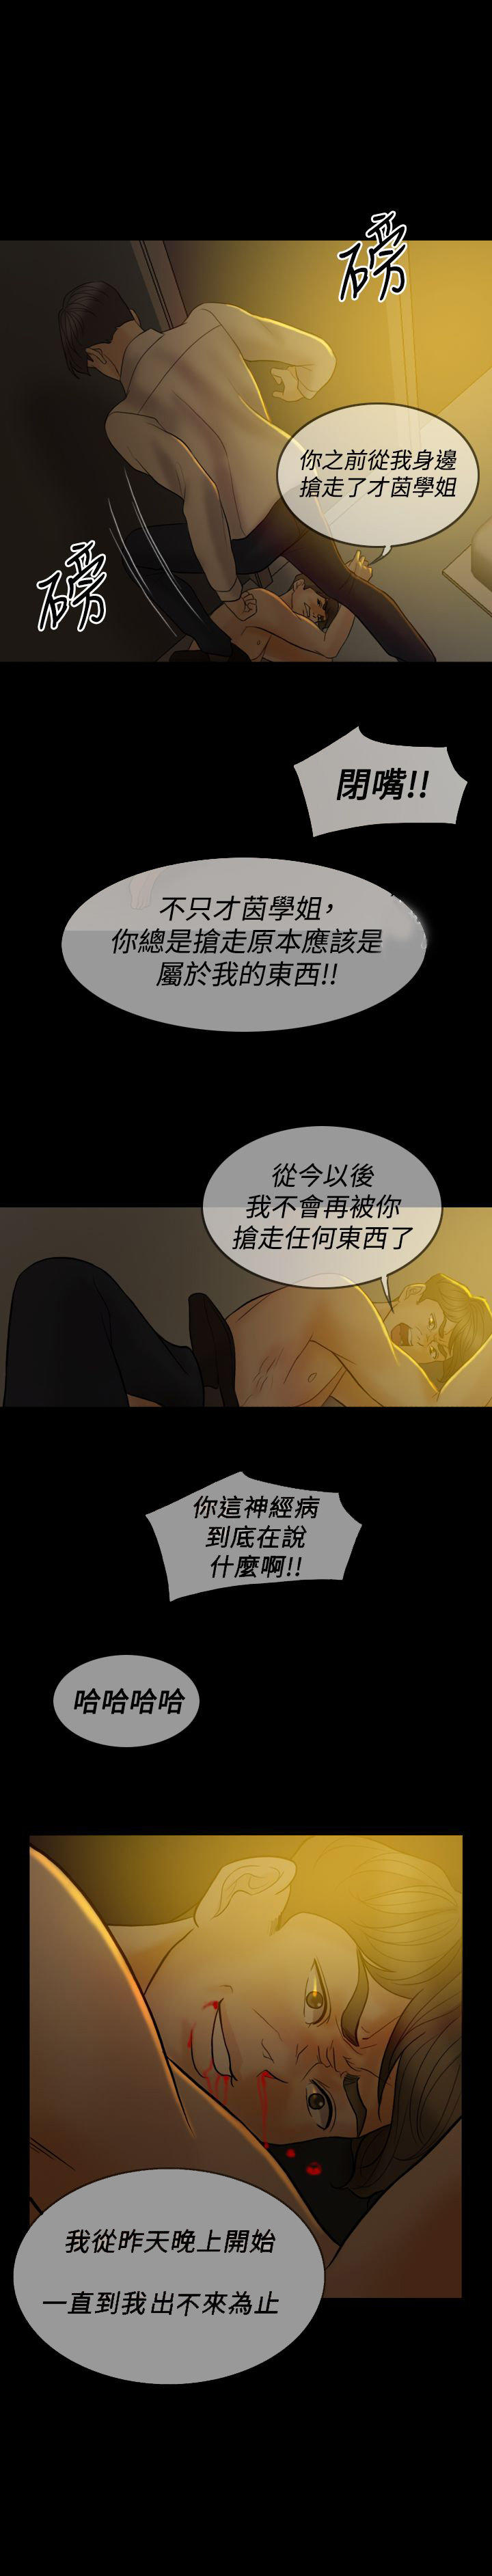 磅
你之前從我身邊
搶走了才茵學姐
磅
閉嘴!!
不只才茵學姐，
你總是搶走原本應該是
屬於我的東西!!
從今以後
我不會再被你
搶走任何東西了
你這神經病
到底在說
什麼啊!!
哈哈哈哈
我從昨天晚上開始
一直到我出不來為止